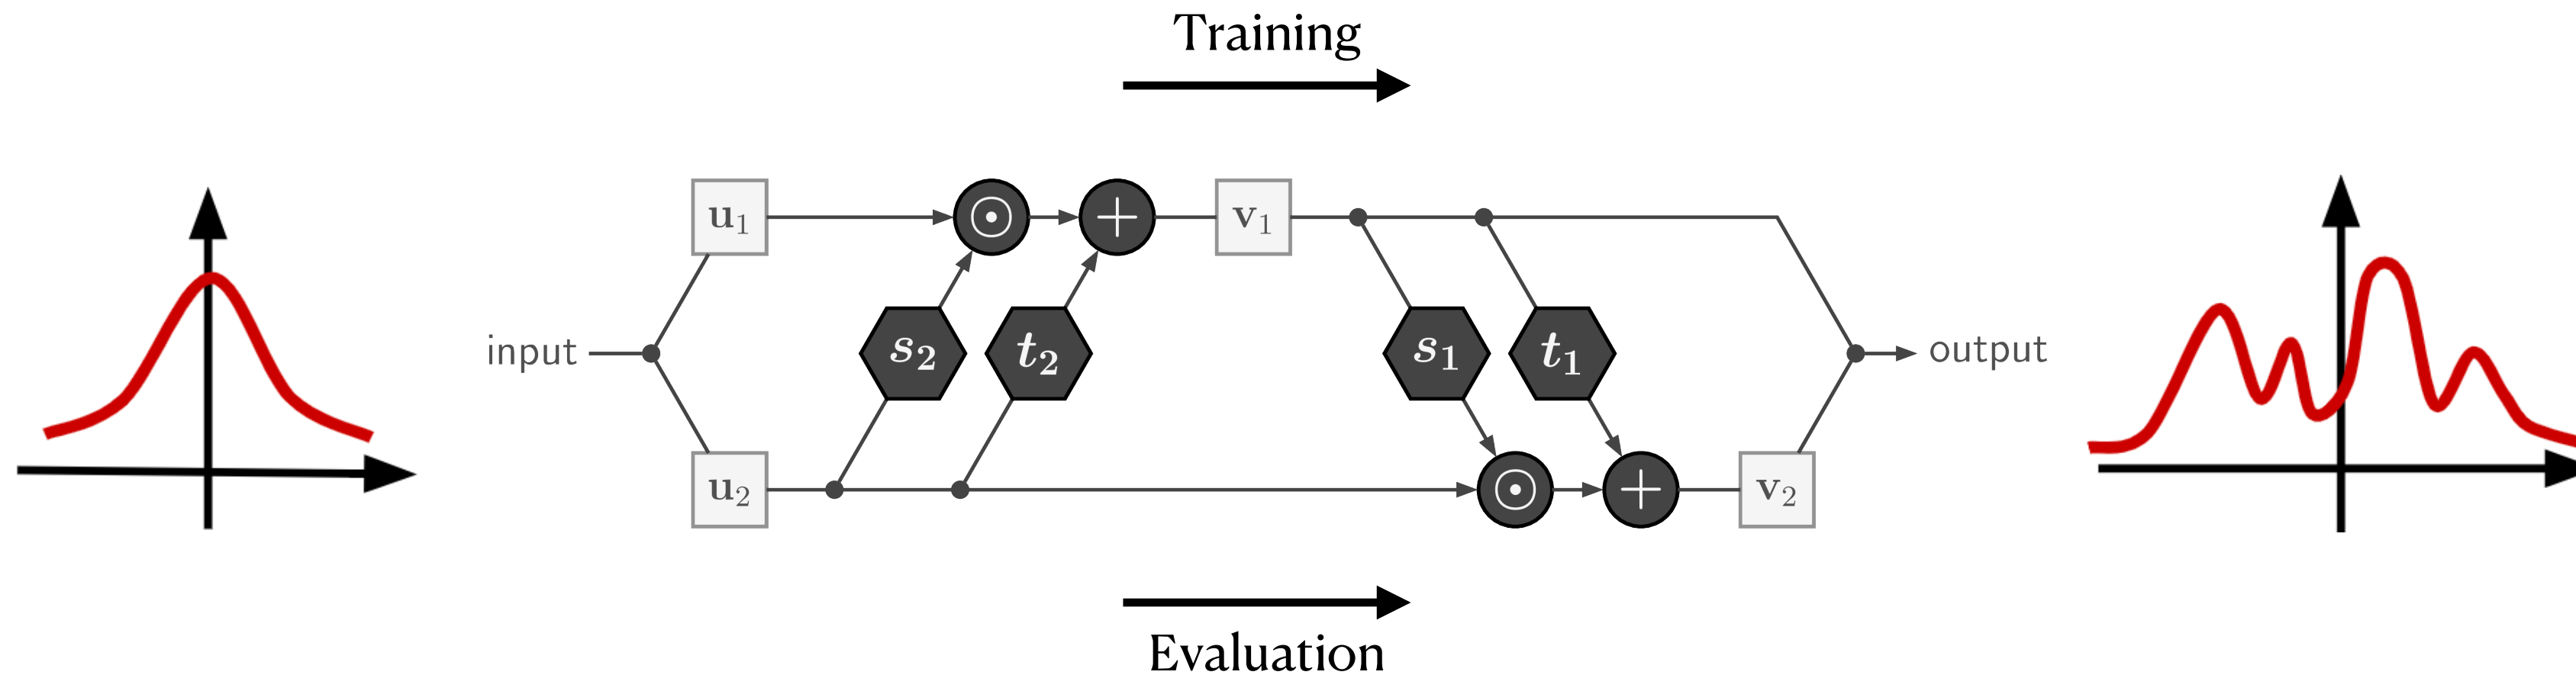 Training
u₁
⊙
+
v₁
input
s₂
t₂
s₁
t₁
output
u₂
⊙
+
v₂
Evaluation